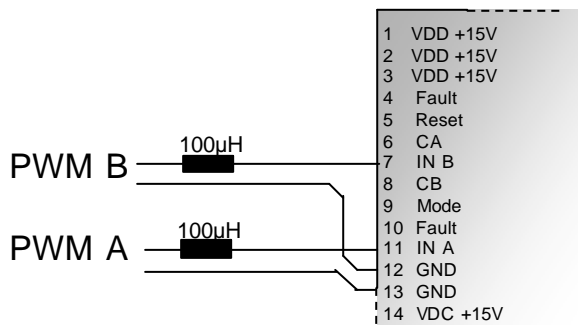 1 VDD +15V
2 VDD +15V
3 VDD +15V
4 Fault
5 Reset
6 CA
100µH
PWM B
7 IN B
8 CB
9 Mode
10 Fault
100µH
PWM A
11 IN A
12 GND
13 GND
14 VDC +15V